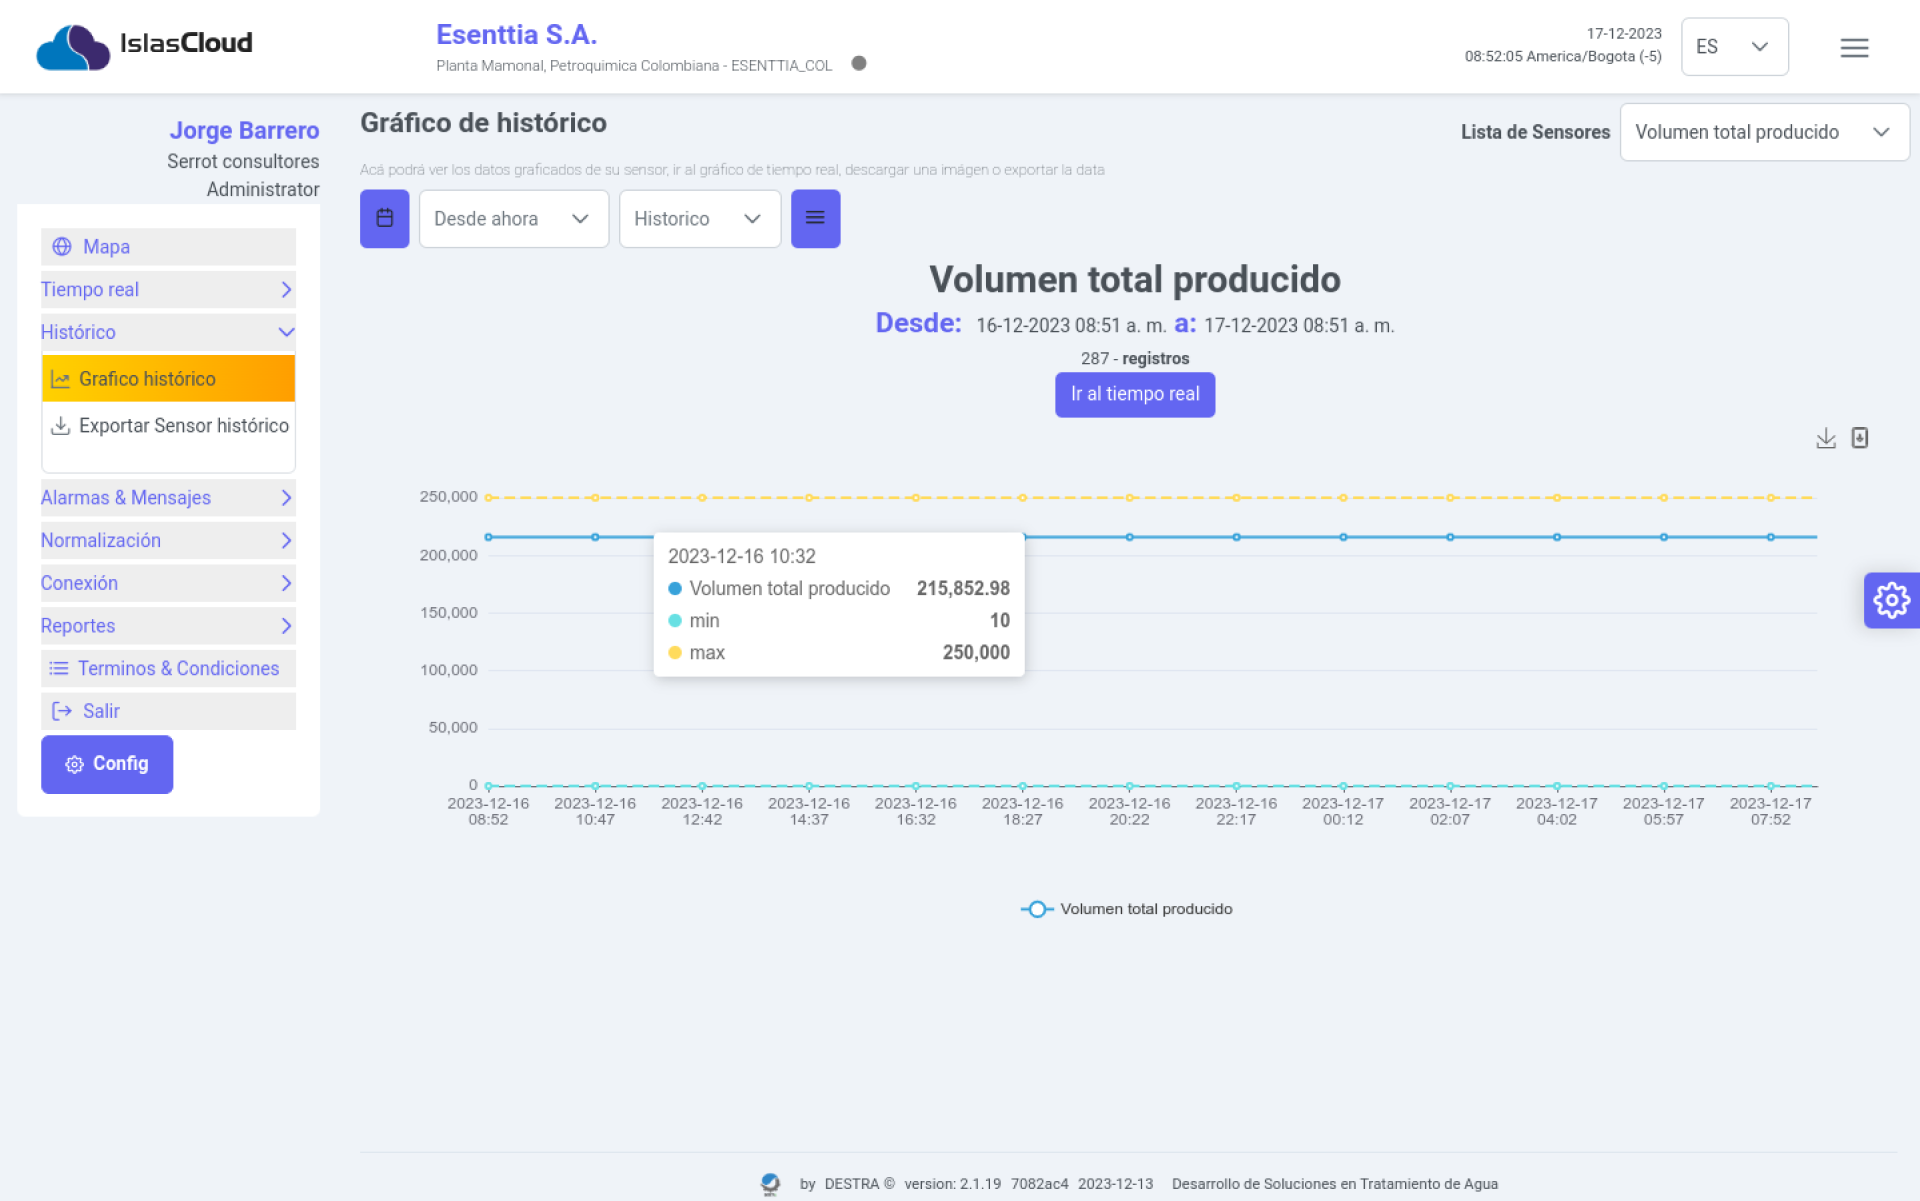 IslasCloud
Esenttia S.A.
Planta Mamonal, Petroquimica Colombiana - ESENTTIA_COL
17-12-2023
08:52:05 America/Bogota (-5)
ES
Jorge Barrero
Serrot consultores
Administrator
Mapa
Tiempo real
Histórico
Grafico histórico
Exportar Sensor histórico
Alarmas & Mensajes
Normalización
Conexión
Reportes
Terminos & Condiciones
Salir
Config
Gráfico de histórico
Lista de Sensores
Volumen total producido
Acá podrá ver los datos graficados de su sensor, ir al gráfico de tiempo real, descargar una imágen o exportar la data
Desde ahora
Historico
Volumen total producido
Desde: 16-12-2023 08:51 a. m. a: 17-12-2023 08:51 a. m.
287 - registros
Ir al tiempo real
250,000
200,000
150,000
100,000
50,000
0
2023-12-16 10:32
Volumen total producido 215,852.98
min 10
max 250,000
2023-12-16 2023-12-16 2023-12-16 2023-12-16 2023-12-16 2023-12-16 2023-12-16 2023-12-16 2023-12-17 2023-12-17 2023-12-17 2023-12-17 2023-12-17
08:52 10:47 12:42 14:37 16:32 18:27 20:22 22:17 00:12 02:07 04:02 05:57 07:52
Volumen total producido
by DESTRA © version: 2.1.19 7082ac4 2023-12-13 Desarrollo de Soluciones en Tratamiento de Agua